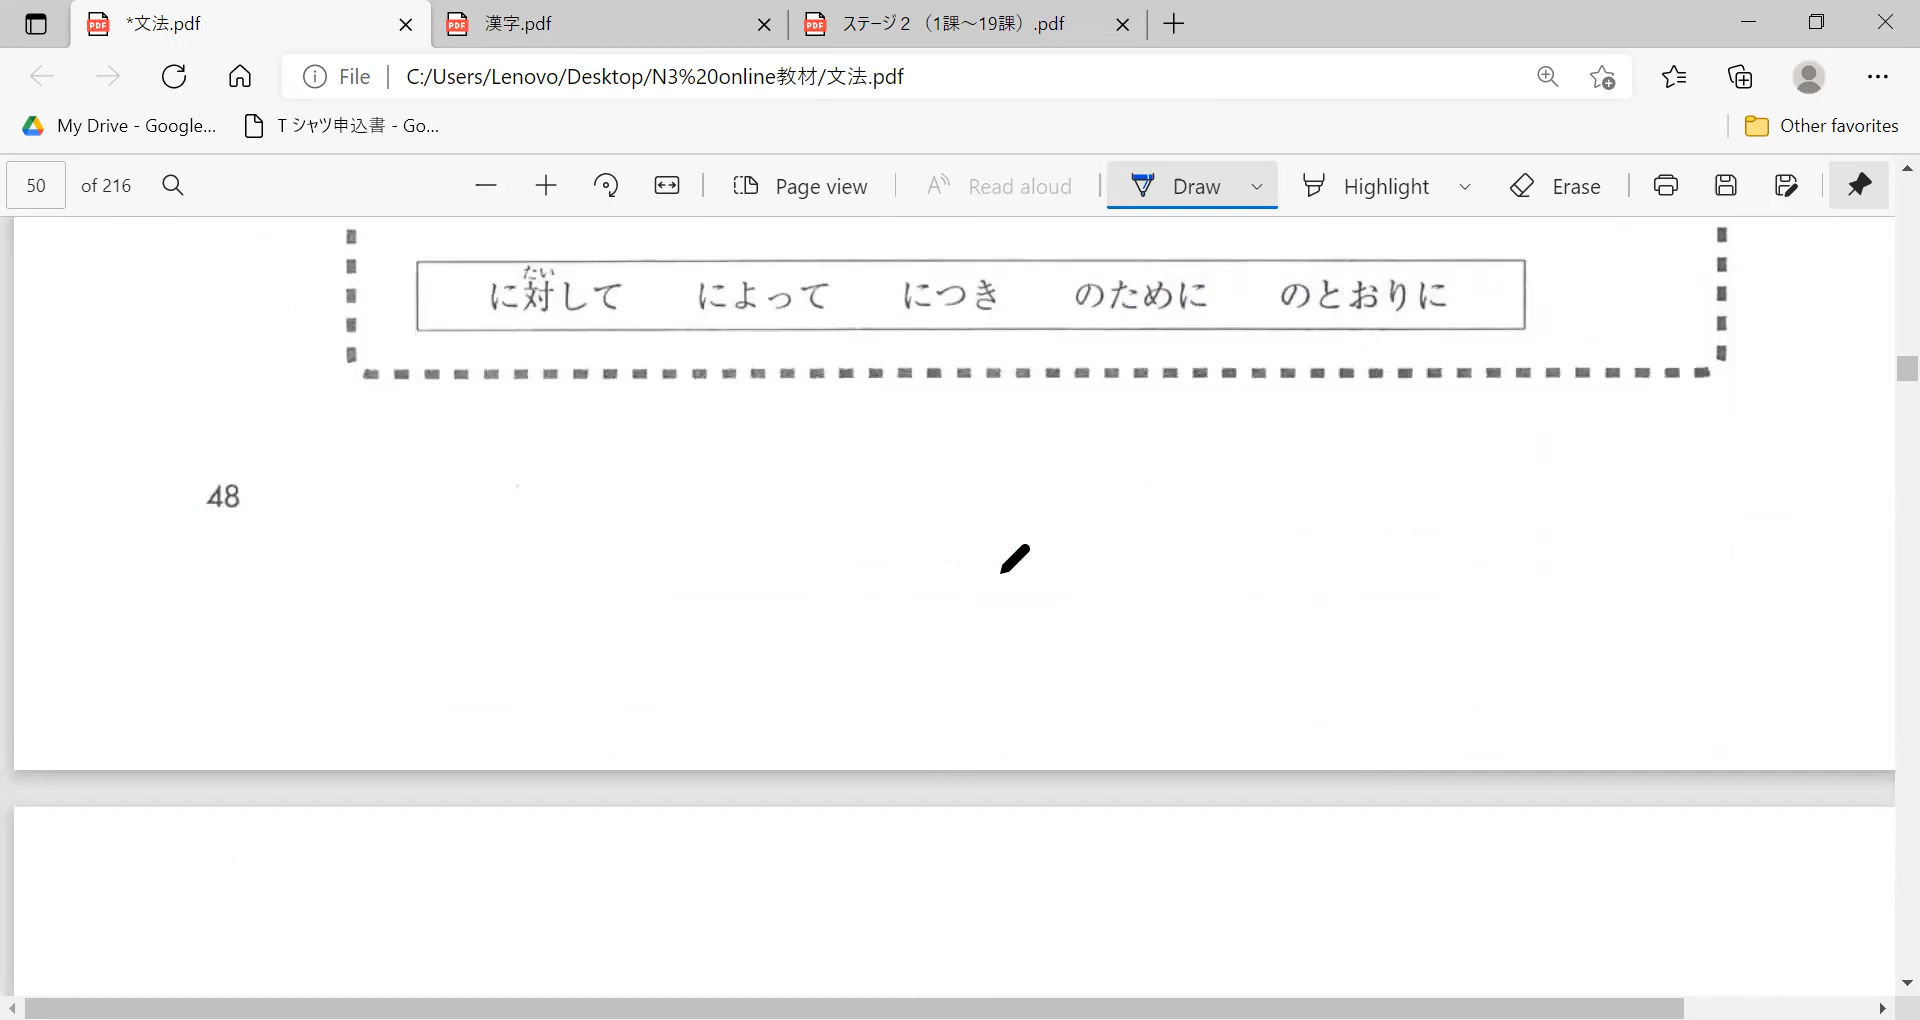 *文法.pdf 漢字.pdf ステージ２（1課～19課）.pdf
File C:/Users/Lenovo/Desktop/N3%20online教材/文法.pdf
My Drive - Google... Tシャツ申込書 - Go... Other favorites
50 of 216 Page view Read aloud Draw Highlight Erase
たい
に対して によって につき のために のとおりに
48